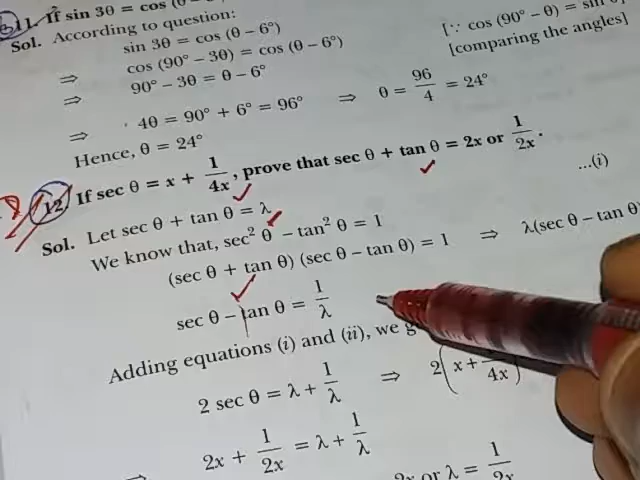 11. If sin 3θ = cos (θ
Sol. According to question:
sin 3θ = cos (θ – 6°)
⇒ cos (90° – 3θ) = cos (θ – 6°) [∵ cos (90° – θ) = sin
⇒ 90° – 3θ = θ – 6° [comparing the angles]
⇒ 4θ = 90° + 6° = 96° ⇒ θ = 96/4 = 24°
Hence, θ = 24°
12. If sec θ = x + 1/4x, prove that sec θ + tan θ = 2x or 1/2x.
Sol. Let sec θ + tan θ = λ ...(i)
We know that, sec² θ – tan² θ = 1
(sec θ + tan θ) (sec θ – tan θ) = 1 ⇒ λ(sec θ – tan θ)
sec θ – tan θ = 1/λ
Adding equations (i) and (ii), we
2 sec θ = λ + 1/λ ⇒ 2(x + 4x)
2x + 1/2x = λ + 1/λ
or λ = 1/2x